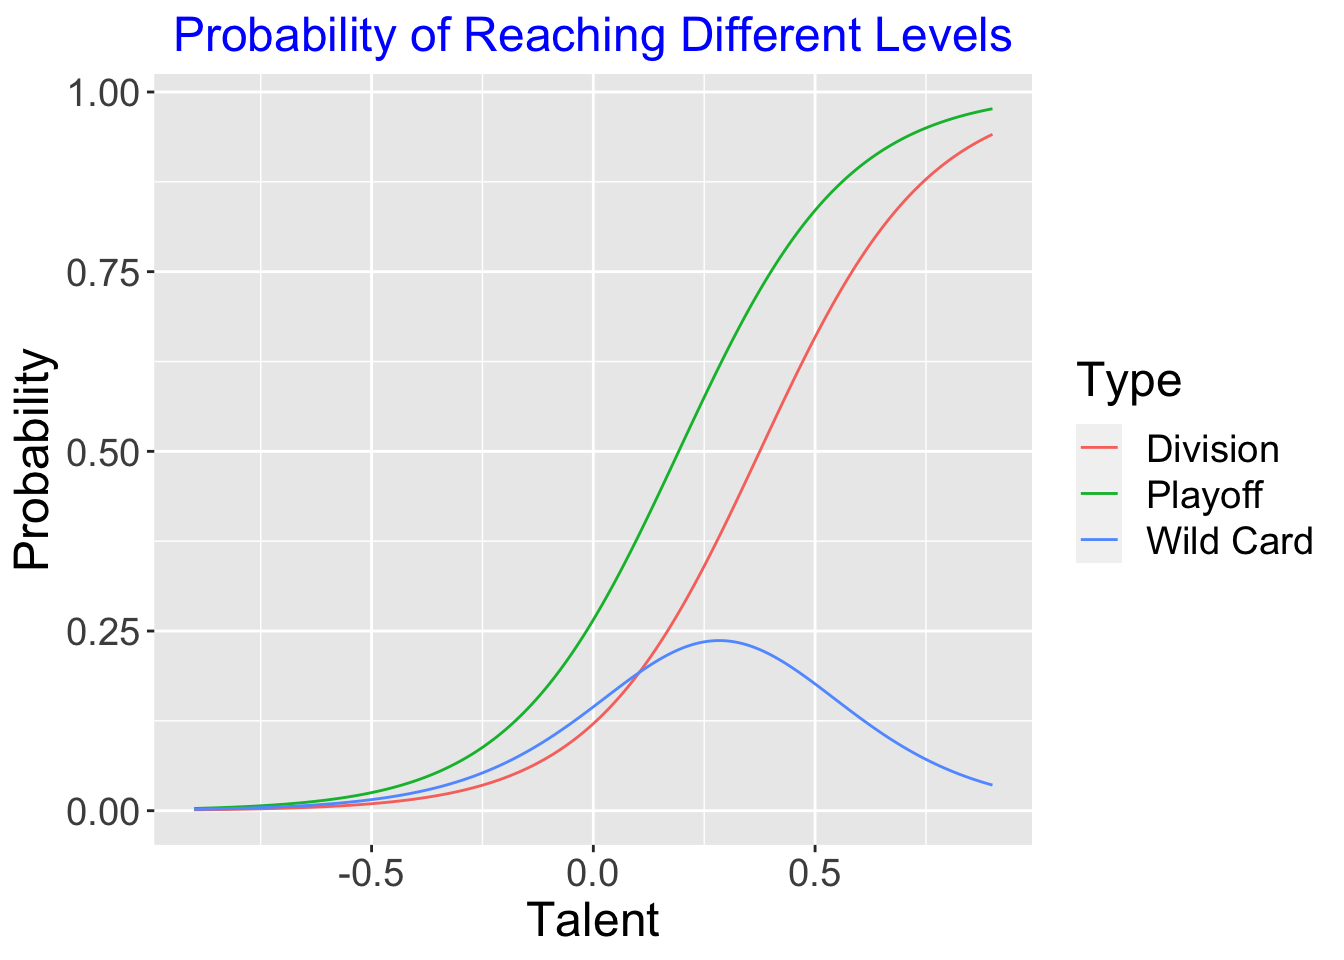 Probability of Reaching Different Levels
1.00
0.75
0.50
0.25
0.00
Probability
-0.5
0.0
0.5
Talent
Type
Division
Playoff
Wild Card